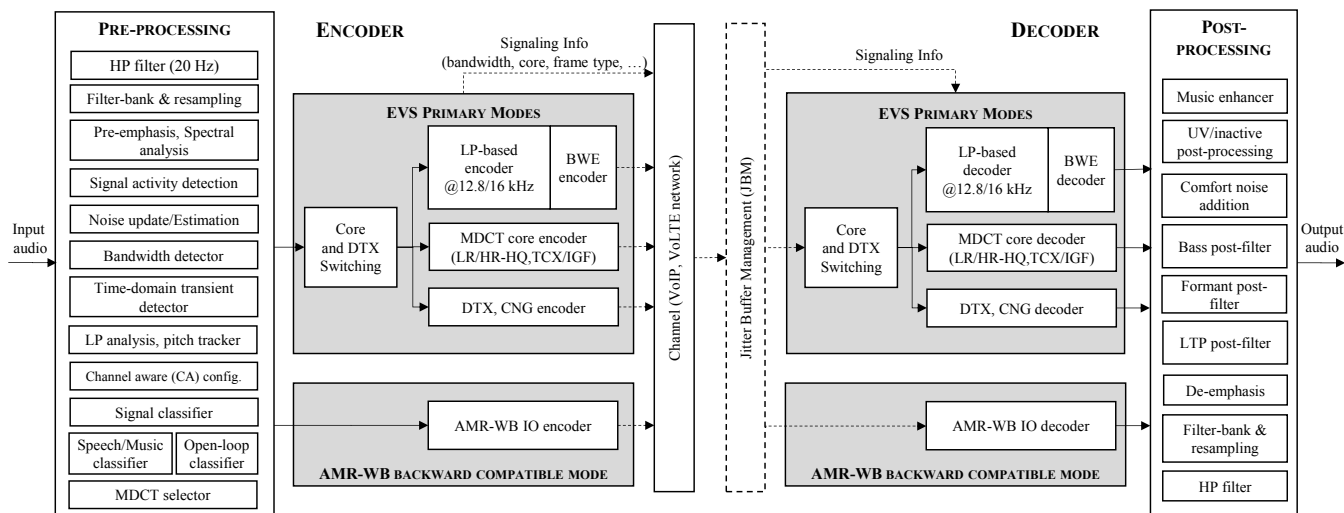 Input
audio
PRE-PROCESSING
HP filter (20 Hz)
Filter-bank & resampling
Pre-emphasis, Spectral
analysis
Signal activity detection
Noise update/Estimation
Bandwidth detector
Time-domain transient
detector
LP analysis, pitch tracker
Channel aware (CA) config.
Signal classifier
Speech/Music
classifier
Open-loop
classifier
MDCT selector
ENCODER
Signaling Info
(bandwidth, core, frame type, …)
EVS PRIMARY MODES
Core
and DTX
Switching
LP-based
encoder
@12.8/16 kHz
BWE
encoder
MDCT core encoder
(LR/HR-HQ,TCX/IGF)
DTX, CNG encoder
AMR-WB IO encoder
AMR-WB BACKWARD COMPATIBLE MODE
Channel (VoIP, VoLTE network)
Jitter Buffer Management (JBM)
DECODER
Signaling Info
EVS PRIMARY MODES
Core
and DTX
Switching
LP-based
decoder
@12.8/16 kHz
BWE
decoder
MDCT core decoder
(LR/HR-HQ,TCX/IGF)
DTX, CNG decoder
AMR-WB IO decoder
AMR-WB BACKWARD COMPATIBLE MODE
POST-
PROCESSING
Music enhancer
UV/inactive
post-processing
Comfort noise
addition
Bass post-filter
Formant post-
filter
LTP post-filter
De-emphasis
Filter-bank &
resampling
HP filter
Output
audio